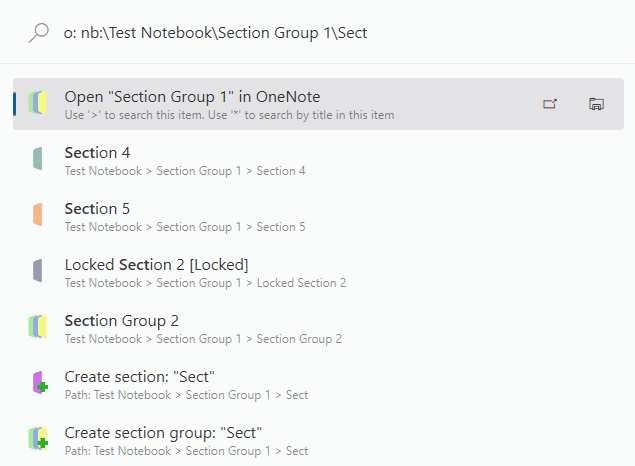 o: nb:\Test Notebook\Section Group 1\Sect
Open "Section Group 1" in OneNote
Use '>' to search this item. Use '*' to search by title in this item
Section 4
Test Notebook > Section Group 1 > Section 4
Section 5
Test Notebook > Section Group 1 > Section 5
Locked Section 2 [Locked]
Test Notebook > Section Group 1 > Locked Section 2
Section Group 2
Test Notebook > Section Group 1 > Section Group 2
Create section: "Sect"
Path: Test Notebook > Section Group 1 > Sect
Create section group: "Sect"
Path: Test Notebook > Section Group 1 > Sect